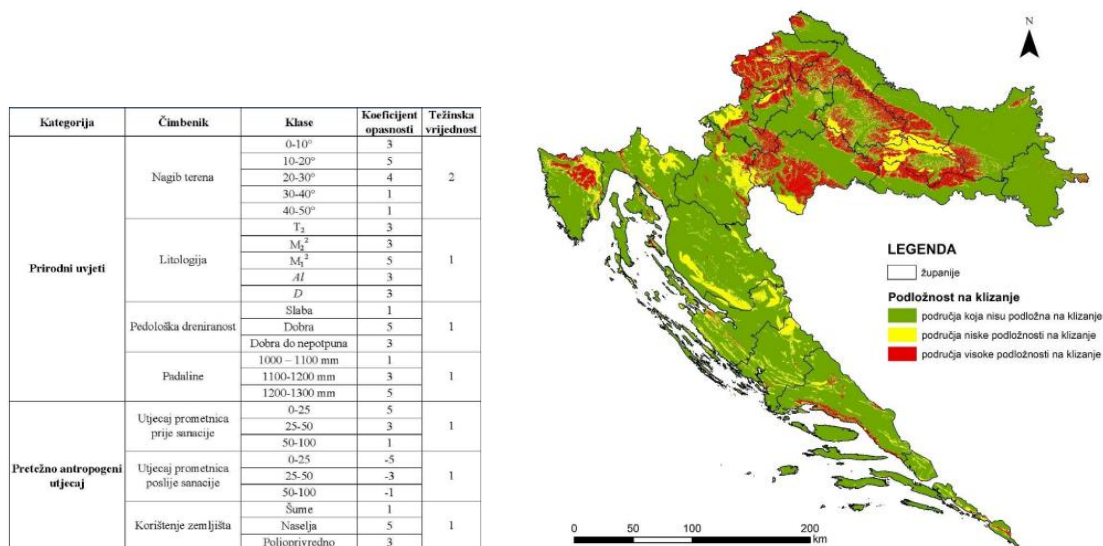 Kategorija Čimbenik Klase Koeficijent opasnosti Težinska vrijednost
Prirodni uvjeti
Nagib terena
0-10° 3
10-20° 5
20-30° 4
30-40° 1
40-50° 1
2
Litologija
T₂ 3
M₂² 3
M₁² 5
Al 3
D 3
1
Pedološka dreniranost
Slaba 1
Dobra 5
Dobra do nepotpuna 3
1
Padaline
1000 – 1100 mm 1
1100-1200 mm 3
1200-1300 mm 5
1
Pretežno antropogeni utjecaj
Utjecaj prometnica prije sanacije
0-25 5
25-50 3
50-100 1
1
Utjecaj prometnica poslije sanacije
0-25 -5
25-50 -3
50-100 -1
1
Korištenje zemljišta
Šume 1
Naselja 5
Poljoprivredno 3
1
N
LEGENDA
županije
Podložnost na klizanje
područja koja nisu podložna na klizanje
područja niske podložnosti na klizanje
područja visoke podložnosti na klizanje
0 50 100 200
km